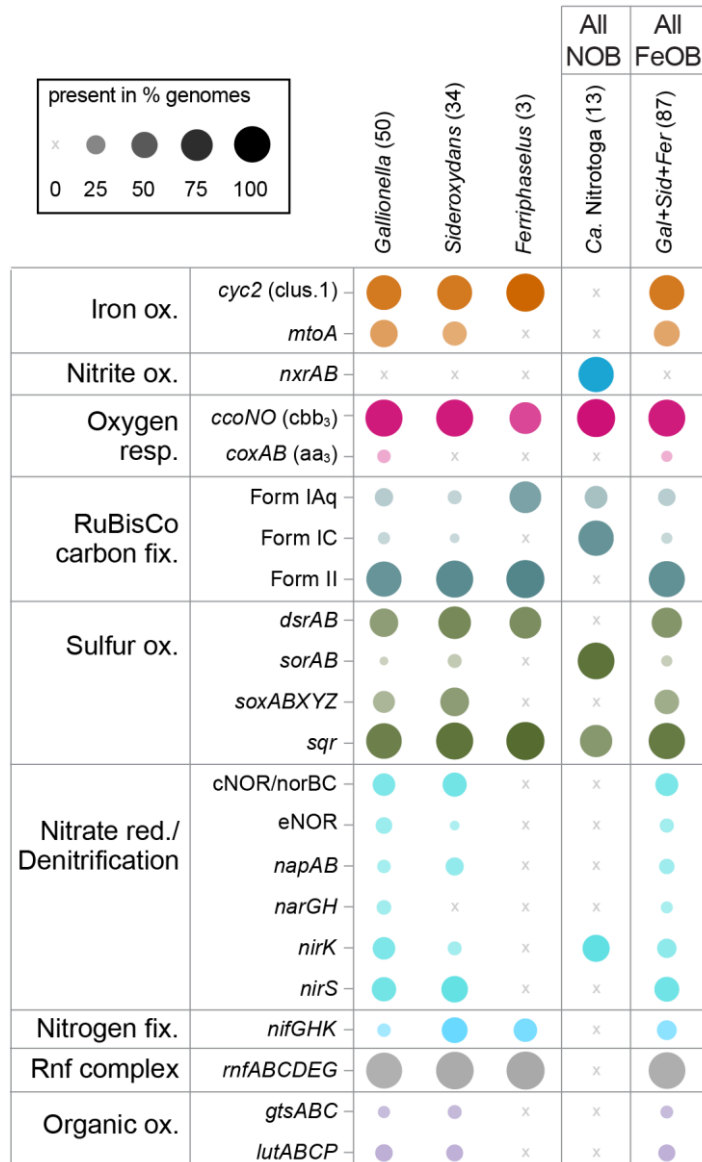 All All
NOB FeOB
present in % genomes
x
0 25 50 75 100
Gallionella (50)
Sideroxydans (34)
Ferriphaselus (3)
Ca. Nitrotoga (13)
Gal+Sid+Fer (87)
Iron ox.
cyc2 (clus.1) x
mtoA x x
Nitrite ox.
nxrAB x x x x
Oxygen
resp.
ccoNO (cbb₃)
coxAB (aa₃) x x x
RuBisCo
carbon fix.
Form IAq
Form IC x
Form II x
Sulfur ox.
dsrAB x
sorAB x
soxABXYZ x x
sqr
Nitrate red./
Denitrification
cNOR/norBC x x
eNOR x x
napAB x x
narGH x x x
nirK x
nirS x x
Nitrogen fix.
nifGHK x
Rnf complex
rnfABCDEG x
Organic ox.
gtsABC x x
lutABCP x x